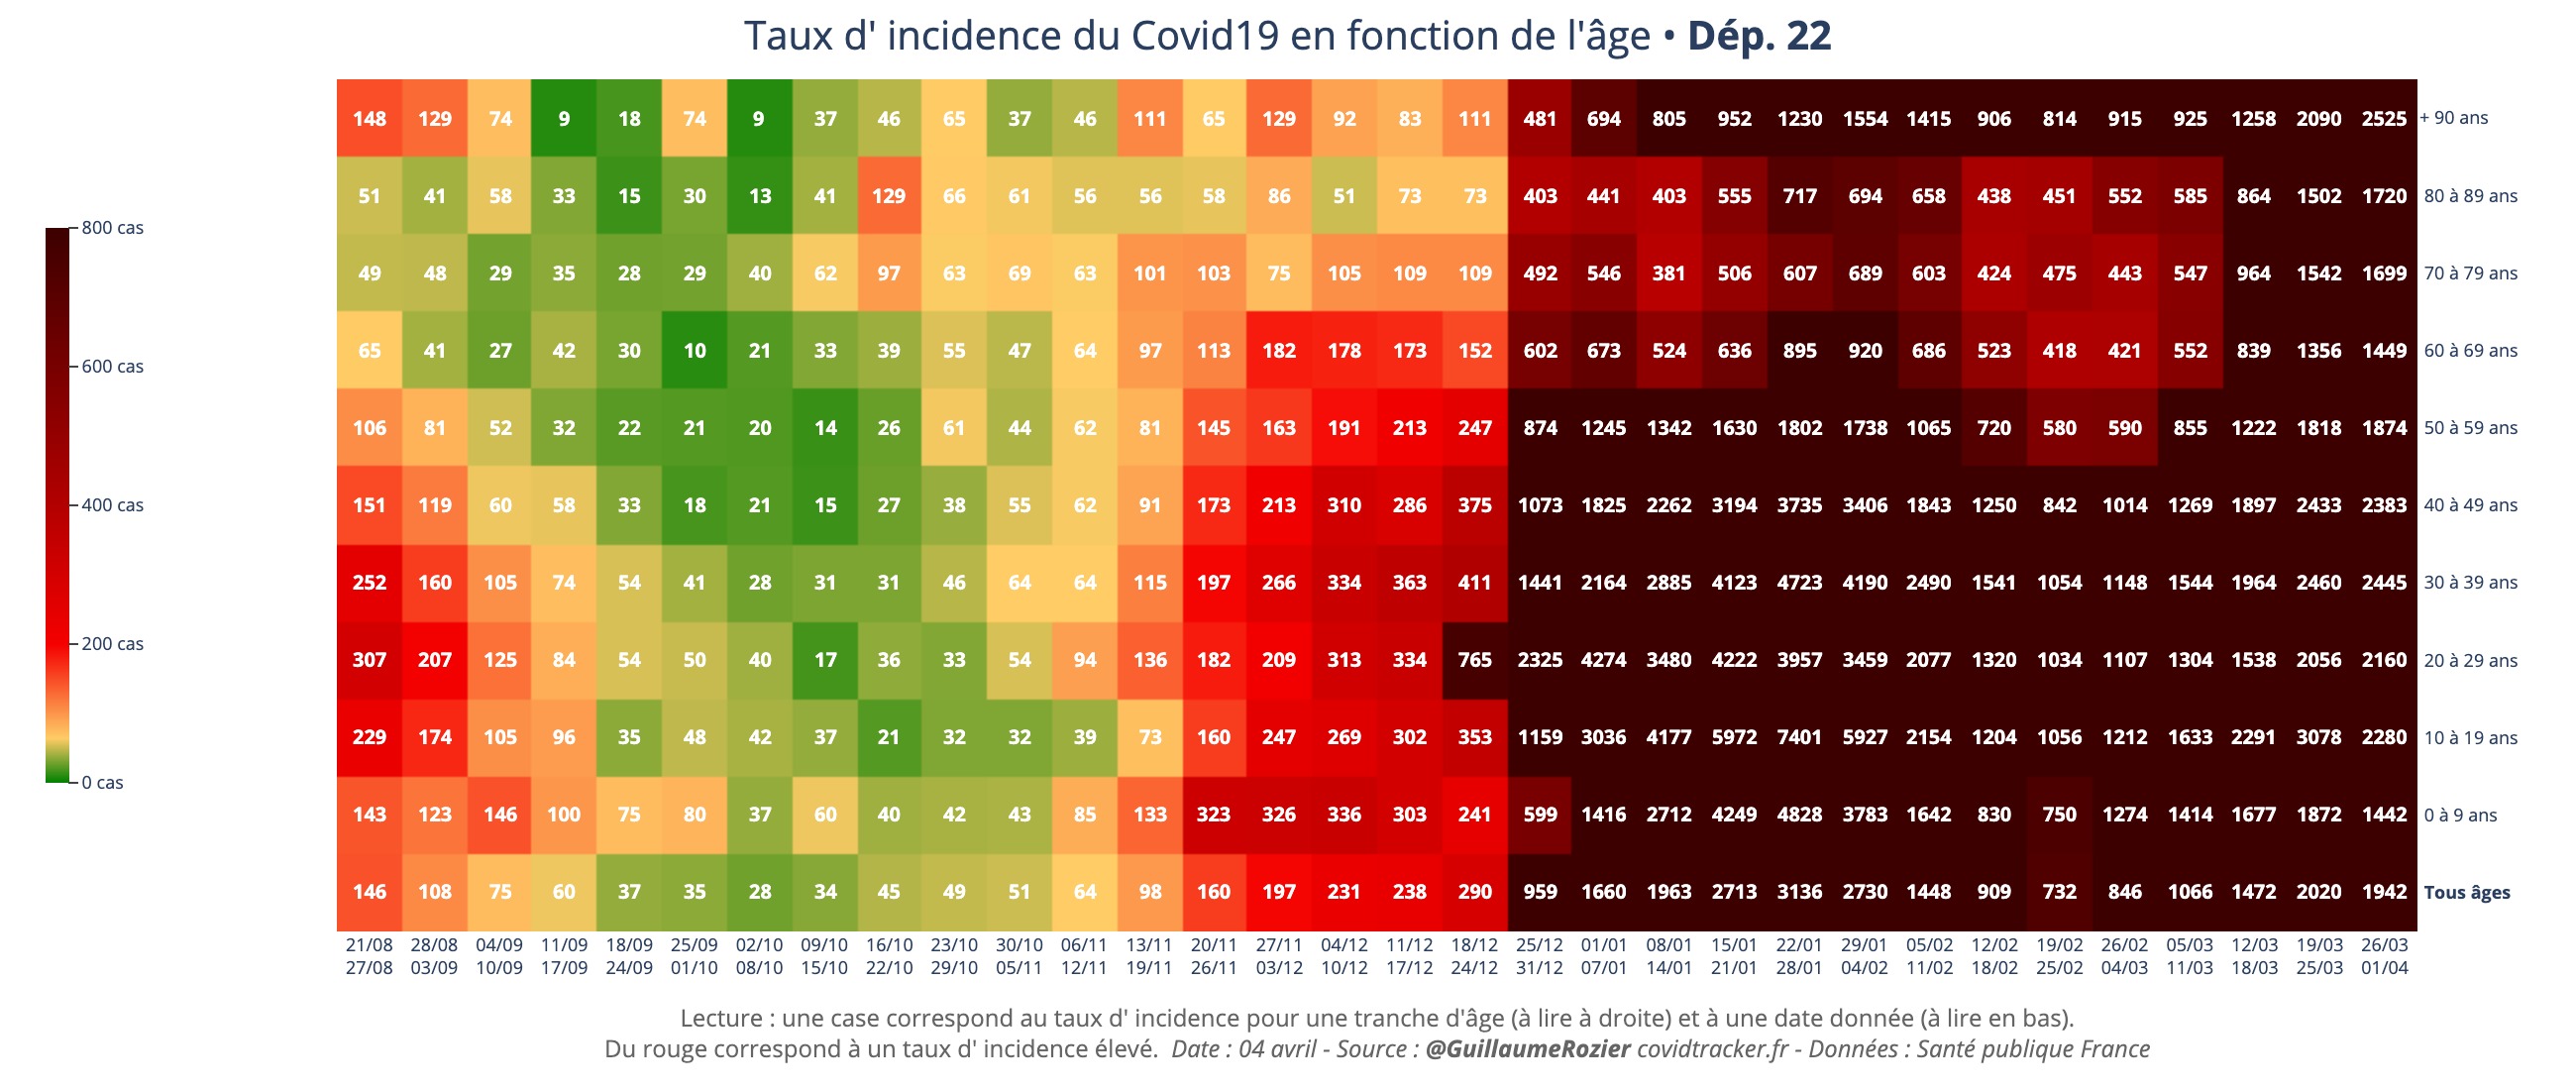 Taux d' incidence du Covid19 en fonction de l'âge • Dép. 22
800 cas
600 cas
400 cas
200 cas
0 cas
148 129 74 9 18 74 9 37 46 65 37 46 111 65 129 92 83 111 481 694 805 952 1230 1554 1415 906 814 915 925 1258 2090 2525 + 90 ans
51 41 58 33 15 30 13 41 129 66 61 56 56 58 86 51 73 73 403 441 403 555 717 694 658 438 451 552 585 864 1502 1720 80 à 89 ans
49 48 29 35 28 29 40 62 97 63 69 63 101 103 75 105 109 109 492 546 381 506 607 689 603 424 475 443 547 964 1542 1699 70 à 79 ans
65 41 27 42 30 10 21 33 39 55 47 64 97 113 182 178 173 152 602 673 524 636 895 920 686 523 418 421 552 839 1356 1449 60 à 69 ans
106 81 52 32 22 21 20 14 26 61 44 62 81 145 163 191 213 247 874 1245 1342 1630 1802 1738 1065 720 580 590 855 1222 1818 1874 50 à 59 ans
151 119 60 58 33 18 21 15 27 38 55 62 91 173 213 310 286 375 1073 1825 2262 3194 3735 3406 1843 1250 842 1014 1269 1897 2433 2383 40 à 49 ans
252 160 105 74 54 41 28 31 31 46 64 64 115 197 266 334 363 411 1441 2164 2885 4123 4723 4190 2490 1541 1054 1148 1544 1964 2460 2445 30 à 39 ans
307 207 125 84 54 50 40 17 36 33 54 94 136 182 209 313 334 765 2325 4274 3480 4222 3957 3459 2077 1320 1034 1107 1304 1538 2056 2160 20 à 29 ans
229 174 105 96 35 48 42 37 21 32 32 39 73 160 247 269 302 353 1159 3036 4177 5972 7401 5927 2154 1204 1056 1212 1633 2291 3078 2280 10 à 19 ans
143 123 146 100 75 80 37 60 40 42 43 85 133 323 326 336 303 241 599 1416 2712 4249 4828 3783 1642 830 750 1274 1414 1677 1872 1442 0 à 9 ans
146 108 75 60 37 35 28 34 45 49 51 64 98 160 197 231 238 290 959 1660 1963 2713 3136 2730 1448 909 732 846 1066 1472 2020 1942 Tous âges
21/08 28/08 04/09 11/09 18/09 25/09 02/10 09/10 16/10 23/10 30/10 06/11 13/11 20/11 27/11 04/12 11/12 18/12 25/12 01/01 08/01 15/01 22/01 29/01 05/02 12/02 19/02 26/02 05/03 12/03 19/03 26/03
27/08 03/09 10/09 17/09 24/09 01/10 08/10 15/10 22/10 29/10 05/11 12/11 19/11 26/11 03/12 10/12 17/12 24/12 31/12 07/01 14/01 21/01 28/01 04/02 11/02 18/02 25/02 04/03 11/03 18/03 25/03 01/04
Lecture : une case correspond au taux d' incidence pour une tranche d'âge (à lire à droite) et à une date donnée (à lire en bas).
Du rouge correspond à un taux d' incidence élevé. Date : 04 avril - Source : @GuillaumeRozier covidtracker.fr - Données : Santé publique France